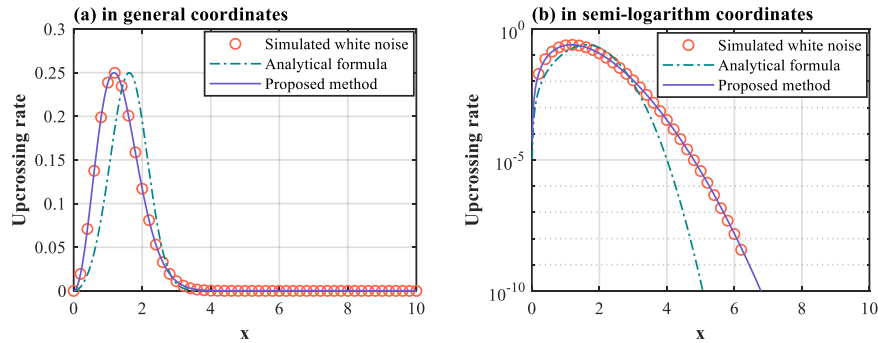 (a) in general coordinates
0.3
0.25
0.2
0.15
0.1
0.05
0
Upcrossing rate
Simulated white noise
Analytical formula
Proposed method
0 2 4 6 8 10
x
(b) in semi-logarithm coordinates
10^0
10^-5
10^-10
Upcrossing rate
Simulated white noise
Analytical formula
Proposed method
0 2 4 6 8 10
x